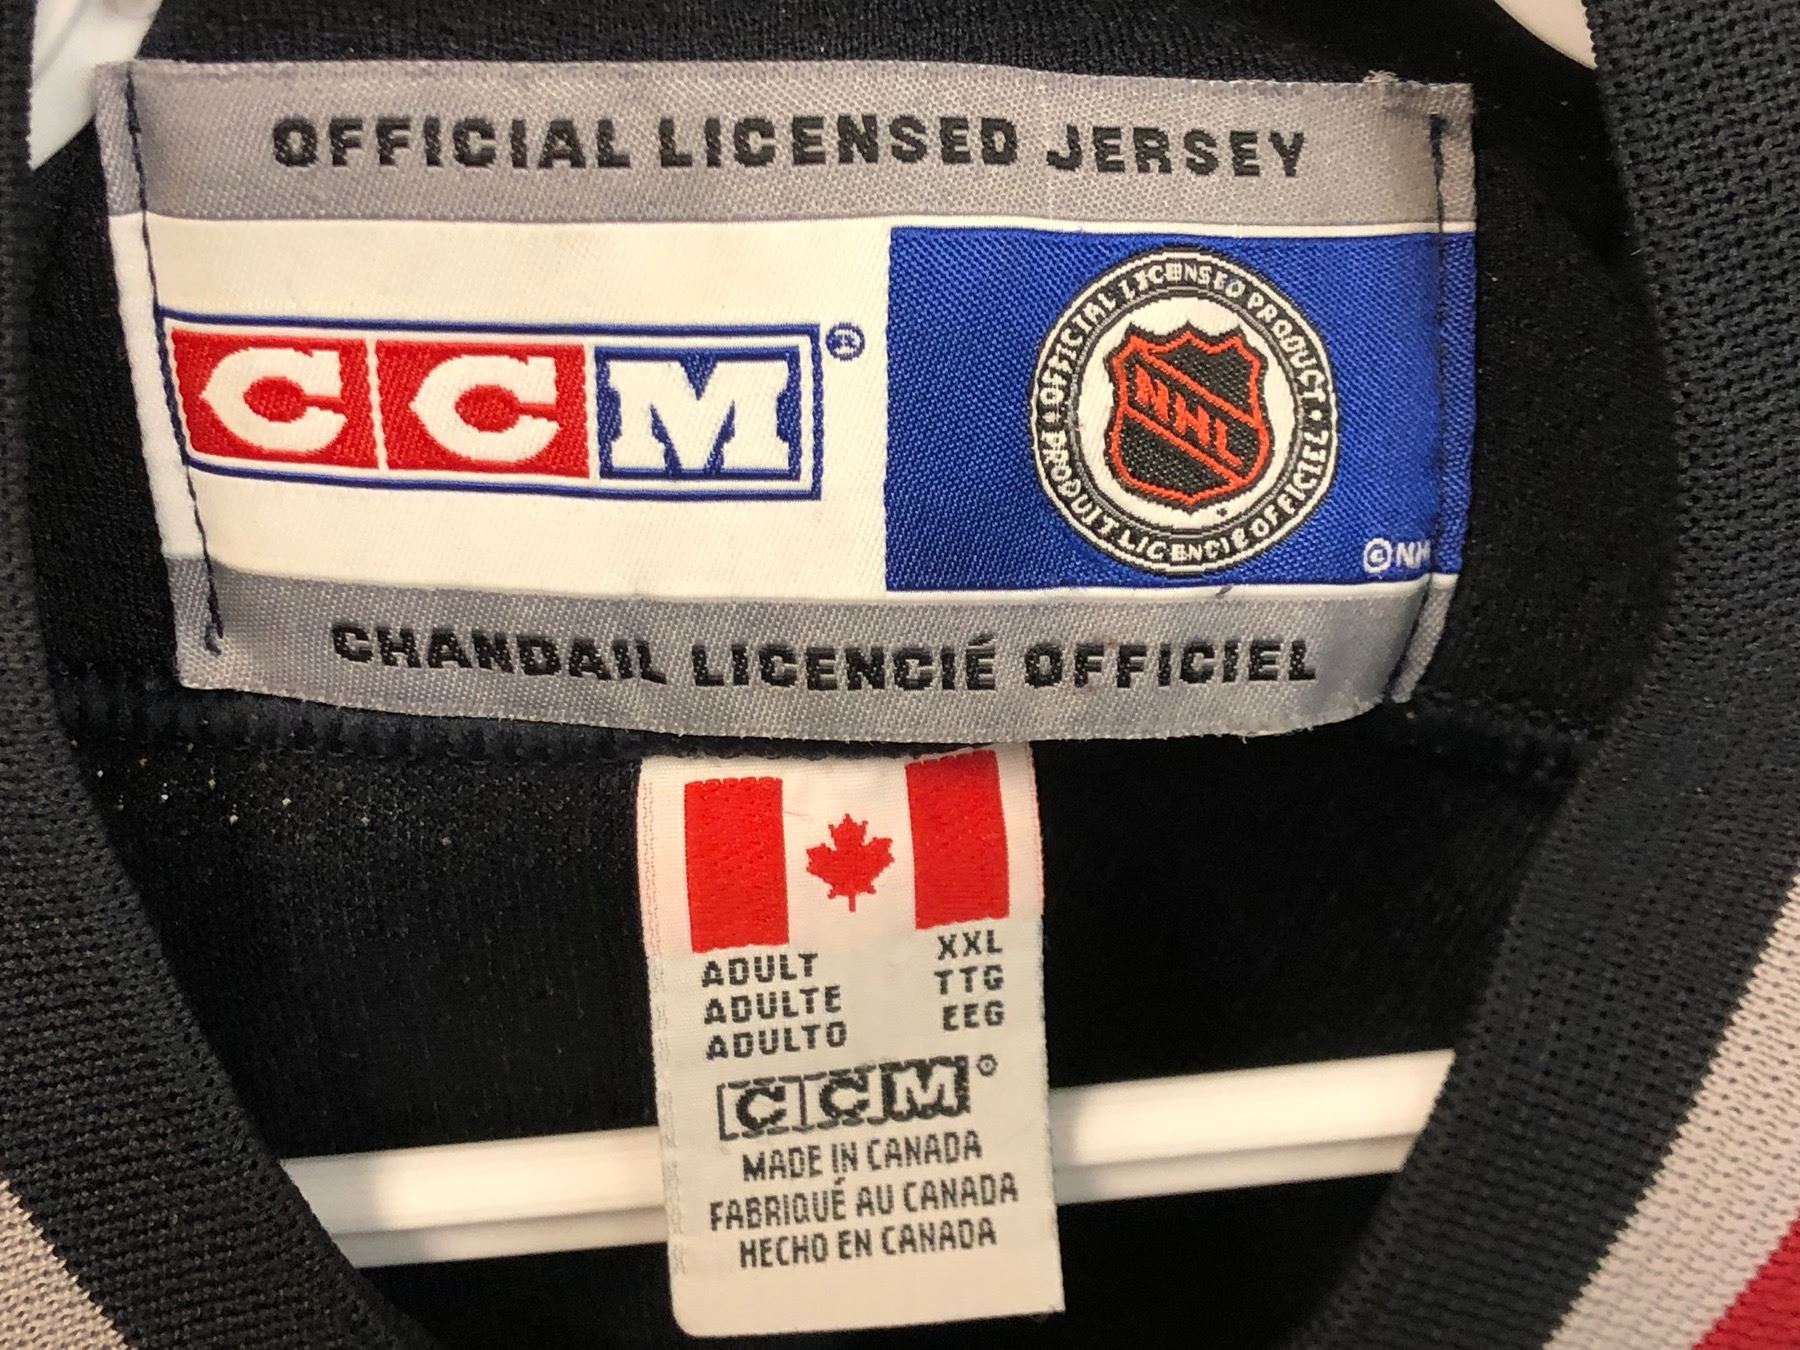 OFFICIAL LICENSED JERSEY
CCM®
OFFICIAL LICENSED PRODUCT •
PRODUIT LICENCIÉ OFFICIEL
NHL
©NH
CHANDAIL LICENCIÉ OFFICIEL
ADULT XXL
ADULTE TTG
ADULTO EEG
CCM®
MADE IN CANADA
FABRIQUÉ AU CANADA
HECHO EN CANADA